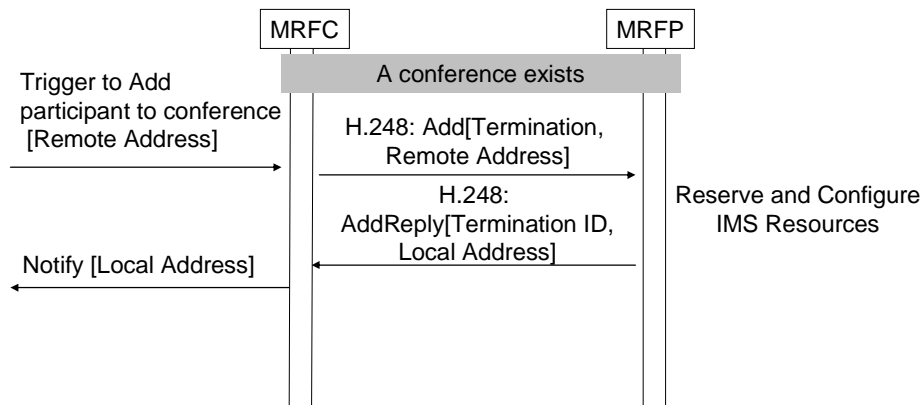 MRFC
MRFP
A conference exists
Trigger to Add
participant to conference
[Remote Address]
H.248: Add[Termination,
Remote Address]
H.248:
AddReply[Termination ID,
Local Address]
Reserve and Configure
IMS Resources
Notify [Local Address]